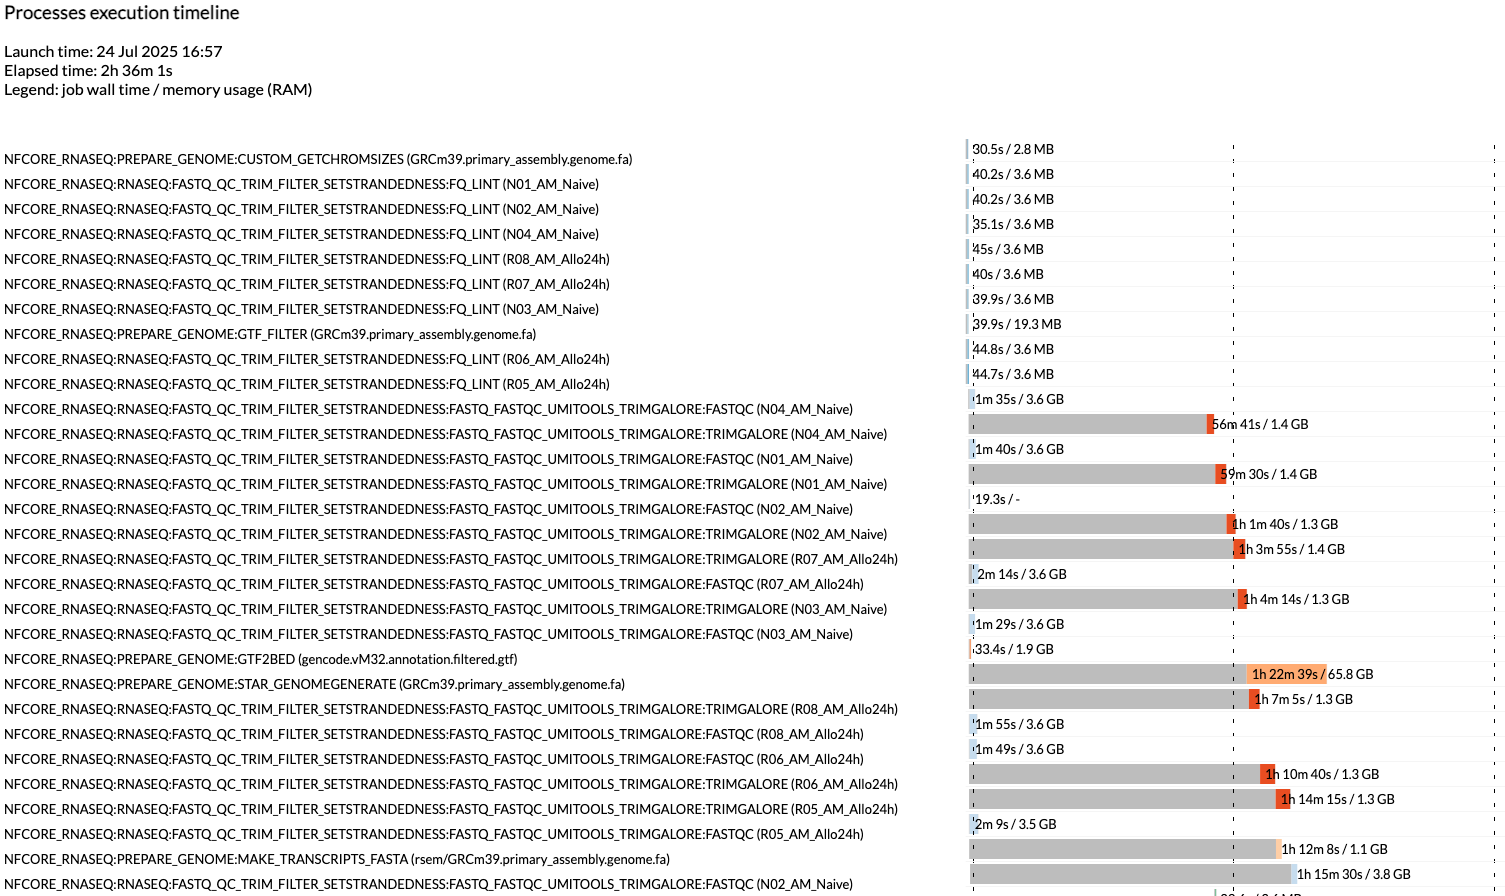 Processes execution timeline
Launch time: 24 Jul 2025 16:57
Elapsed time: 2h 36m 1s
Legend: job wall time / memory usage (RAM)
NFCORE_RNASEQ:PREPARE_GENOME:CUSTOM_GETCHROMSIZES (GRCm39.primary_assembly.genome.fa) 30.5s / 2.8 MB
NFCORE_RNASEQ:RNASEQ:FASTQ_QC_TRIM_FILTER_SETSTRANDEDNESS:FQ_LINT (N01_AM_Naive) 40.2s / 3.6 MB
NFCORE_RNASEQ:RNASEQ:FASTQ_QC_TRIM_FILTER_SETSTRANDEDNESS:FQ_LINT (N02_AM_Naive) 40.2s / 3.6 MB
NFCORE_RNASEQ:RNASEQ:FASTQ_QC_TRIM_FILTER_SETSTRANDEDNESS:FQ_LINT (N04_AM_Naive) 35.1s / 3.6 MB
NFCORE_RNASEQ:RNASEQ:FASTQ_QC_TRIM_FILTER_SETSTRANDEDNESS:FQ_LINT (R08_AM_Allo24h) 45s / 3.6 MB
NFCORE_RNASEQ:RNASEQ:FASTQ_QC_TRIM_FILTER_SETSTRANDEDNESS:FQ_LINT (R07_AM_Allo24h) 40s / 3.6 MB
NFCORE_RNASEQ:RNASEQ:FASTQ_QC_TRIM_FILTER_SETSTRANDEDNESS:FQ_LINT (N03_AM_Naive) 39.9s / 3.6 MB
NFCORE_RNASEQ:PREPARE_GENOME:GTF_FILTER (GRCm39.primary_assembly.genome.fa) 39.9s / 19.3 MB
NFCORE_RNASEQ:RNASEQ:FASTQ_QC_TRIM_FILTER_SETSTRANDEDNESS:FQ_LINT (R06_AM_Allo24h) 44.8s / 3.6 MB
NFCORE_RNASEQ:RNASEQ:FASTQ_QC_TRIM_FILTER_SETSTRANDEDNESS:FQ_LINT (R05_AM_Allo24h) 44.7s / 3.6 MB
NFCORE_RNASEQ:RNASEQ:FASTQ_QC_TRIM_FILTER_SETSTRANDEDNESS:FASTQ_FASTQC_UMITOOLS_TRIMGALORE:FASTQC (N04_AM_Naive) 1m 35s / 3.6 GB
NFCORE_RNASEQ:RNASEQ:FASTQ_QC_TRIM_FILTER_SETSTRANDEDNESS:FASTQ_FASTQC_UMITOOLS_TRIMGALORE:TRIMGALORE (N04_AM_Naive) 56m 41s / 1.4 GB
NFCORE_RNASEQ:RNASEQ:FASTQ_QC_TRIM_FILTER_SETSTRANDEDNESS:FASTQ_FASTQC_UMITOOLS_TRIMGALORE:FASTQC (N01_AM_Naive) 1m 40s / 3.6 GB
NFCORE_RNASEQ:RNASEQ:FASTQ_QC_TRIM_FILTER_SETSTRANDEDNESS:FASTQ_FASTQC_UMITOOLS_TRIMGALORE:TRIMGALORE (N01_AM_Naive) 59m 30s / 1.4 GB
NFCORE_RNASEQ:RNASEQ:FASTQ_QC_TRIM_FILTER_SETSTRANDEDNESS:FASTQ_FASTQC_UMITOOLS_TRIMGALORE:FASTQC (N02_AM_Naive) 19.3s / -
NFCORE_RNASEQ:RNASEQ:FASTQ_QC_TRIM_FILTER_SETSTRANDEDNESS:FASTQ_FASTQC_UMITOOLS_TRIMGALORE:TRIMGALORE (N02_AM_Naive) 1h 1m 40s / 1.3 GB
NFCORE_RNASEQ:RNASEQ:FASTQ_QC_TRIM_FILTER_SETSTRANDEDNESS:FASTQ_FASTQC_UMITOOLS_TRIMGALORE:TRIMGALORE (R07_AM_Allo24h) 1h 3m 55s / 1.4 GB
NFCORE_RNASEQ:RNASEQ:FASTQ_QC_TRIM_FILTER_SETSTRANDEDNESS:FASTQ_FASTQC_UMITOOLS_TRIMGALORE:FASTQC (R07_AM_Allo24h) 2m 14s / 3.6 GB
NFCORE_RNASEQ:RNASEQ:FASTQ_QC_TRIM_FILTER_SETSTRANDEDNESS:FASTQ_FASTQC_UMITOOLS_TRIMGALORE:TRIMGALORE (N03_AM_Naive) 1h 4m 14s / 1.3 GB
NFCORE_RNASEQ:RNASEQ:FASTQ_QC_TRIM_FILTER_SETSTRANDEDNESS:FASTQ_FASTQC_UMITOOLS_TRIMGALORE:FASTQC (N03_AM_Naive) 1m 29s / 3.6 GB
NFCORE_RNASEQ:PREPARE_GENOME:GTF2BED (gencode.vM32.annotation.filtered.gtf) 33.4s / 1.9 GB
NFCORE_RNASEQ:PREPARE_GENOME:STAR_GENOMEGENERATE (GRCm39.primary_assembly.genome.fa) 1h 22m 39s / 65.8 GB
NFCORE_RNASEQ:RNASEQ:FASTQ_QC_TRIM_FILTER_SETSTRANDEDNESS:FASTQ_FASTQC_UMITOOLS_TRIMGALORE:TRIMGALORE (R08_AM_Allo24h) 1h 7m 5s / 1.3 GB
NFCORE_RNASEQ:RNASEQ:FASTQ_QC_TRIM_FILTER_SETSTRANDEDNESS:FASTQ_FASTQC_UMITOOLS_TRIMGALORE:FASTQC (R08_AM_Allo24h) 1m 55s / 3.6 GB
NFCORE_RNASEQ:RNASEQ:FASTQ_QC_TRIM_FILTER_SETSTRANDEDNESS:FASTQ_FASTQC_UMITOOLS_TRIMGALORE:FASTQC (R06_AM_Allo24h) 1m 49s / 3.6 GB
NFCORE_RNASEQ:RNASEQ:FASTQ_QC_TRIM_FILTER_SETSTRANDEDNESS:FASTQ_FASTQC_UMITOOLS_TRIMGALORE:TRIMGALORE (R06_AM_Allo24h) 1h 10m 40s / 1.3 GB
NFCORE_RNASEQ:RNASEQ:FASTQ_QC_TRIM_FILTER_SETSTRANDEDNESS:FASTQ_FASTQC_UMITOOLS_TRIMGALORE:TRIMGALORE (R05_AM_Allo24h) 1h 14m 15s / 1.3 GB
NFCORE_RNASEQ:RNASEQ:FASTQ_QC_TRIM_FILTER_SETSTRANDEDNESS:FASTQ_FASTQC_UMITOOLS_TRIMGALORE:FASTQC (R05_AM_Allo24h) 2m 9s / 3.5 GB
NFCORE_RNASEQ:PREPARE_GENOME:MAKE_TRANSCRIPTS_FASTA (rsem/GRCm39.primary_assembly.genome.fa) 1h 12m 8s / 1.1 GB
NFCORE_RNASEQ:RNASEQ:FASTQ_QC_TRIM_FILTER_SETSTRANDEDNESS:FASTQ_FASTQC_UMITOOLS_TRIMGALORE:FASTQC (N02_AM_Naive) 1h 15m 30s / 3.8 GB